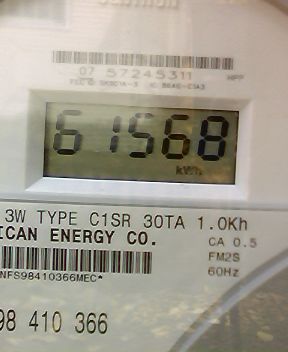 07 57245311 HPP
61568
kWh
3W TYPE C1SR 30TA 1.0Kh
ICAN ENERGY CO.
CA 0.5
FM2S
NFS98410366MEC*
60Hz
98 410 366